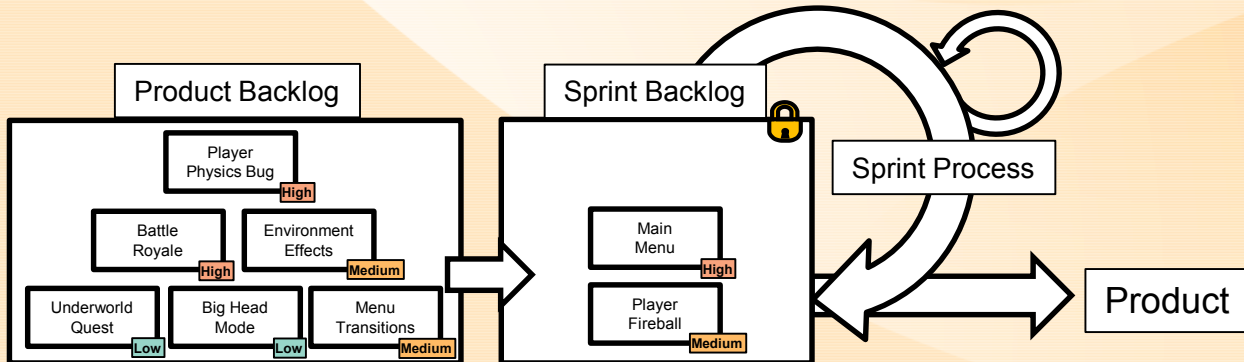 Product Backlog
Player
Physics Bug
High
Battle
Royale
High
Environment
Effects
Medium
Underworld
Quest
Low
Big Head
Mode
Low
Menu
Transitions
Medium
Sprint Backlog
Main
Menu
High
Player
Fireball
Medium
Sprint Process
Product